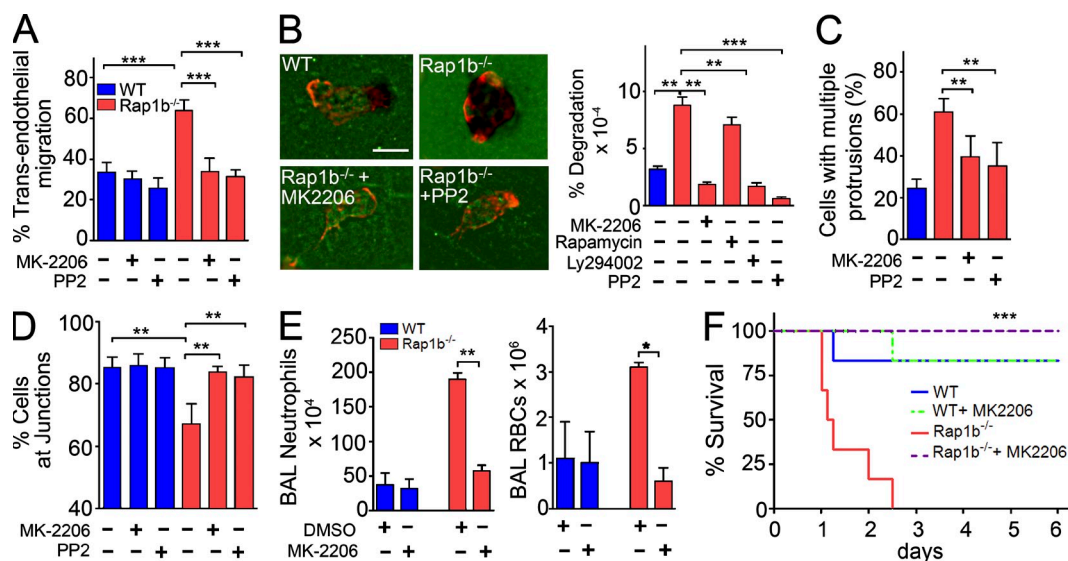 A
% Trans-endothelial
migration
80
60
40
20
0
***
***
***
WT
Rap1b-/-
MK-2206 - + - - + -
PP2 - - + - - +
B
WT
Rap1b-/-
Rap1b-/- +
MK2206
Rap1b-/-
+PP2
% Degradation
x 10-4
10
5
0
***
**
** **
MK-2206 - - + - - -
Rapamycin - - - + - -
Ly294002 - - - - + -
PP2 - - - - - +
C
Cells with multiple
protrusions (%)
80
60
40
20
0
**
**
MK-2206 - - + -
PP2 - - - +
D
% Cells
at Junctions
100
80
60
40
**
**
**
MK-2206 - + - - + -
PP2 - - + - - +
E
BAL Neutrophils
x 104
250
200
150
100
50
0
WT
Rap1b-/-
**
DMSO + - + -
MK-2206 - + - +
BAL RBCs x 106
4
3
2
1
0
*
+ - + -
- + - +
F
% Survival
100
75
50
25
0
***
WT
WT+ MK2206
Rap1b-/-
Rap1b-/-+ MK2206
0 1 2 3 4 5 6
days